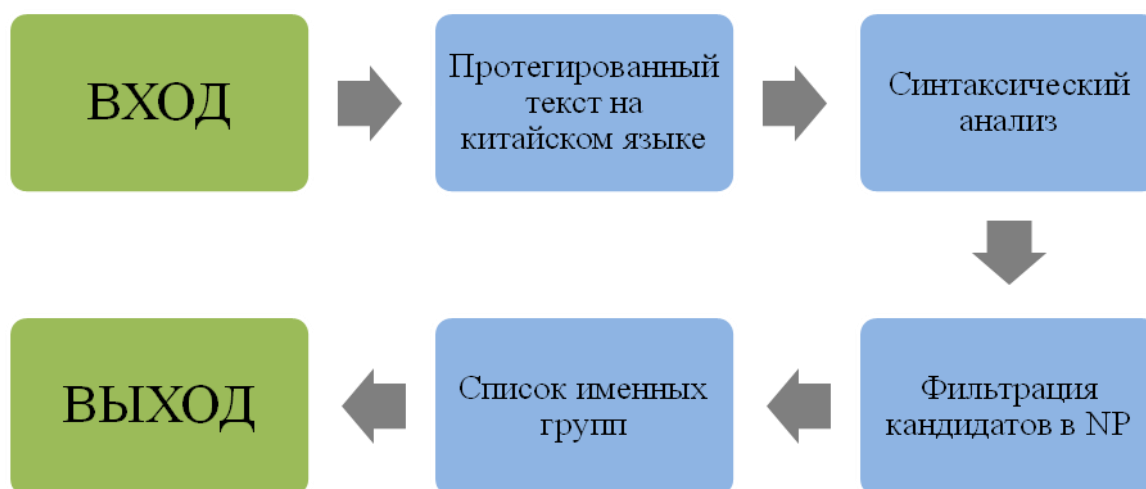 ВХОД
Протегированный
текст на
китайском языке
Синтаксический
анализ
Фильтрация
кандидатов в NP
Список именных
групп
ВЫХОД